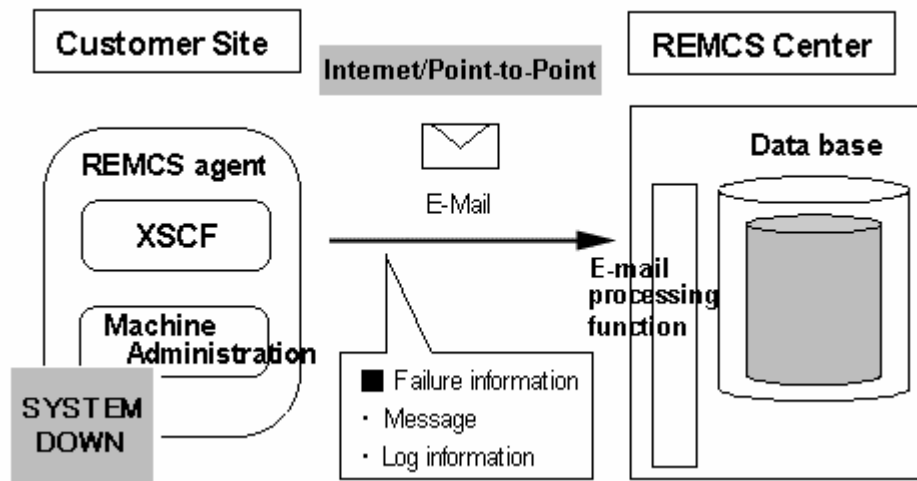 Customer Site
Internet/Point-to-Point
REMCS Center
REMCS agent
XSCF
Machine
Administration
SYSTEM
DOWN
E-Mail
■ Failure information
・ Message
・ Log information
Data base
E-mail
processing
function